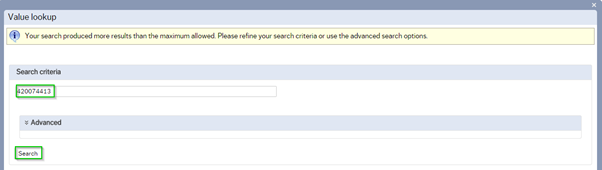 Value lookup
Your search produced more results than the maximum allowed. Please refine your search criteria or use the advanced search options.
Search criteria
420074413
Advanced
Search